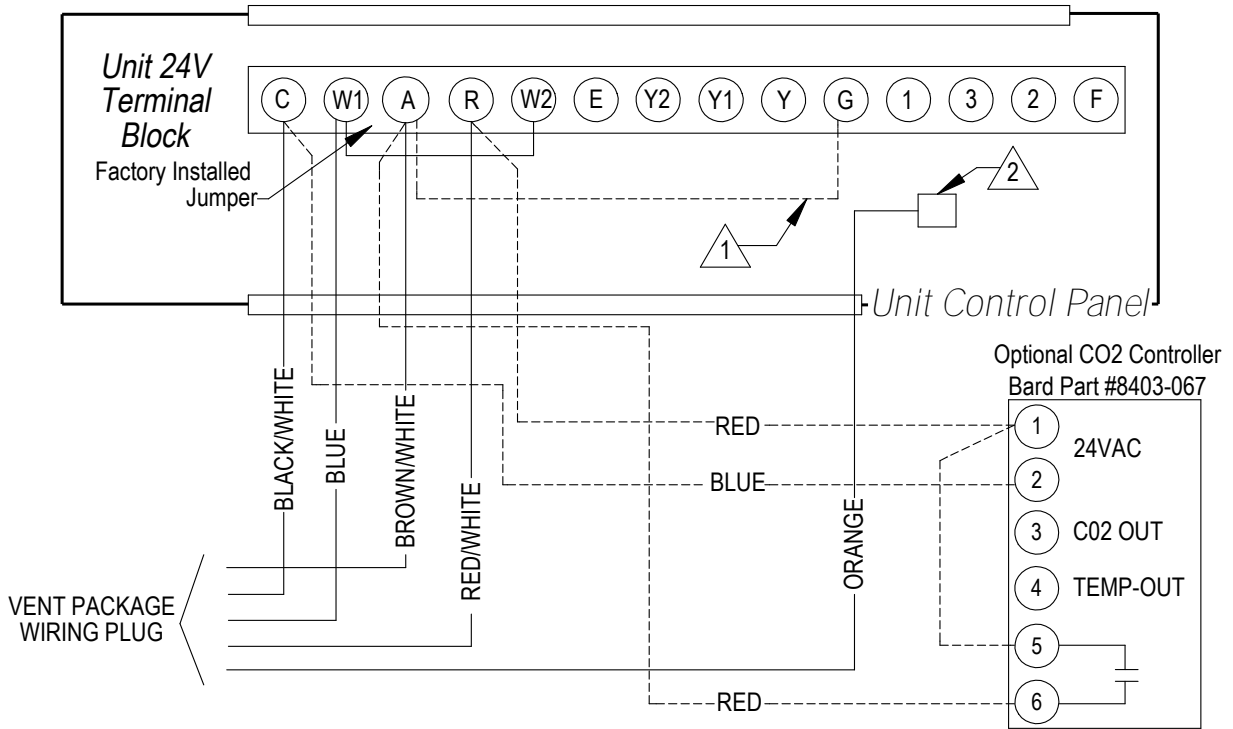 Unit 24V
Terminal
Block
C W1 A R W2 E Y2 Y1 Y G 1 3 2 F
Factory Installed
Jumper
2
1
Unit Control Panel
Optional CO2 Controller
Bard Part #8403-067
BLACK/WHITE
BLUE
BROWN/WHITE
RED/WHITE
ORANGE
RED
BLUE
RED
1
24VAC
2
3 C02 OUT
4 TEMP-OUT
5
6
VENT PACKAGE
WIRING PLUG